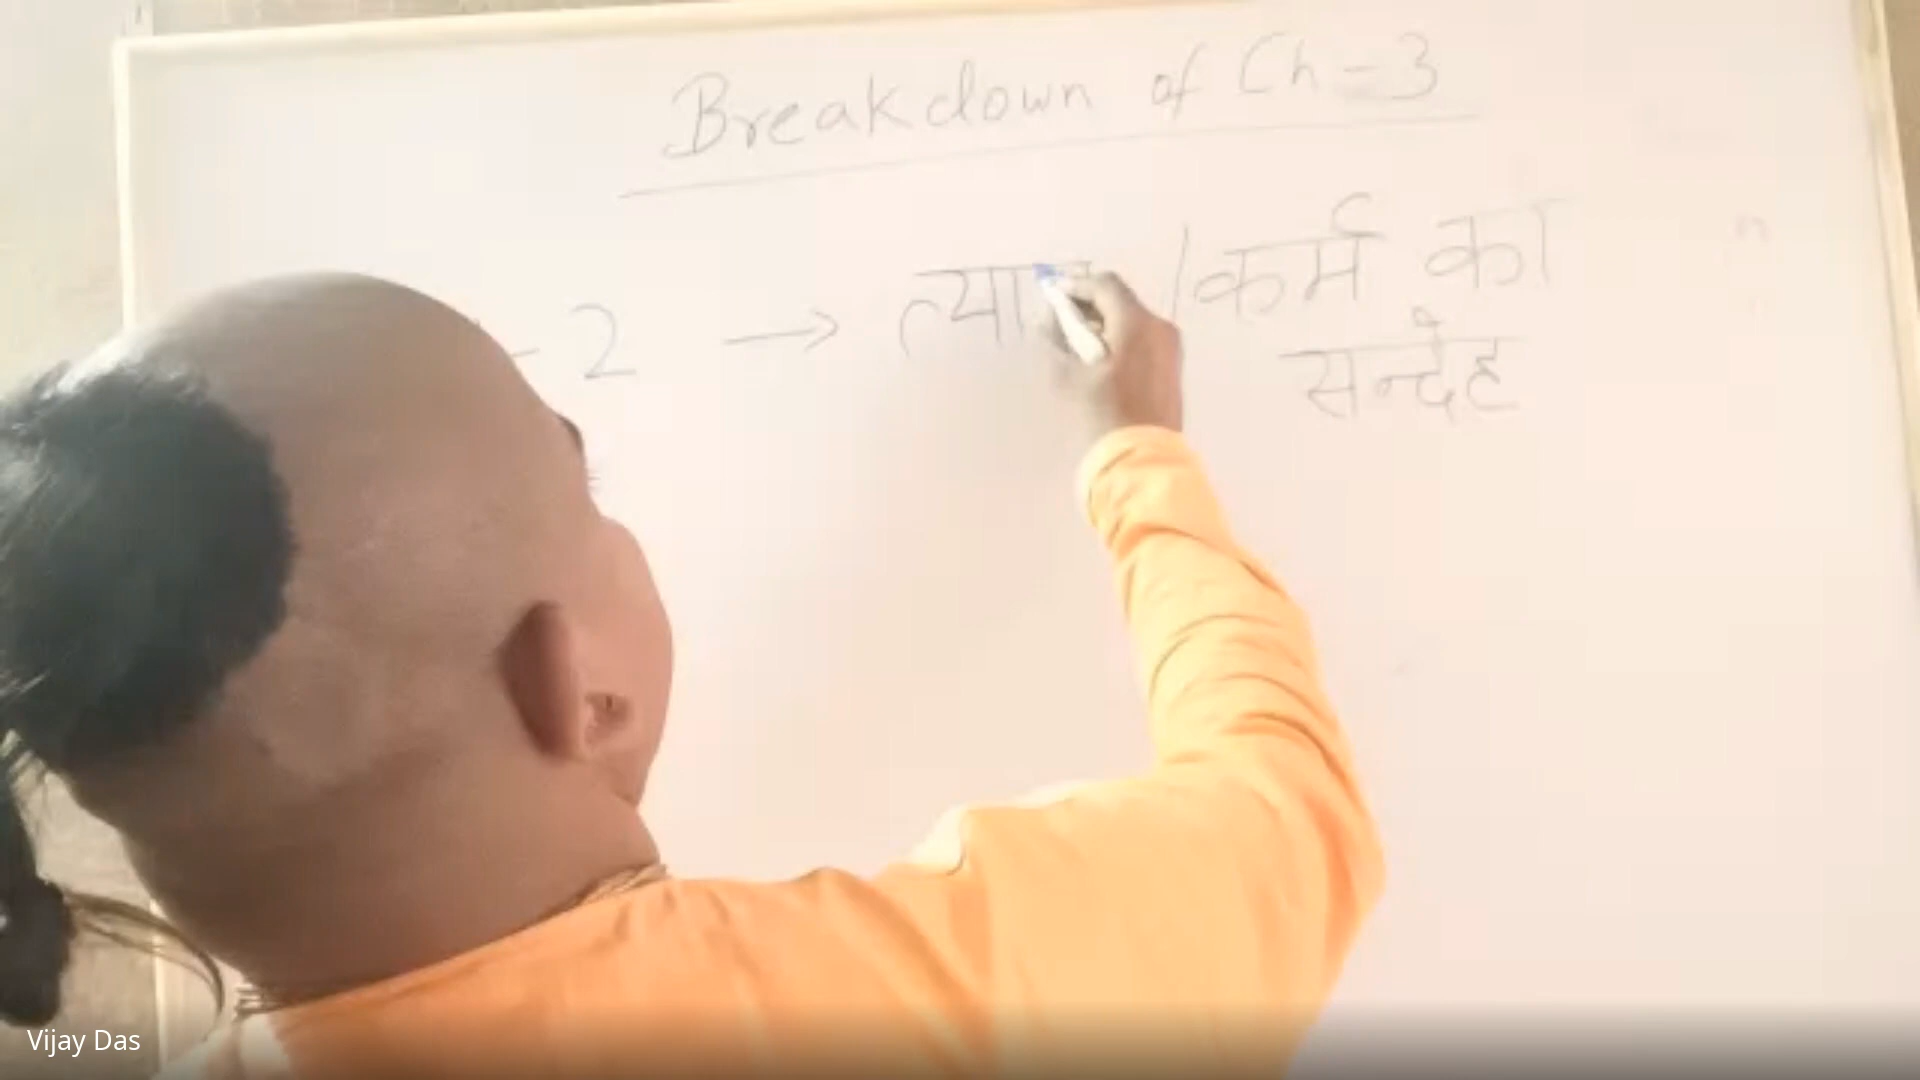 Breakdown of Ch - 3
- 2 → / कर्म का
सन्देह
Vijay Das